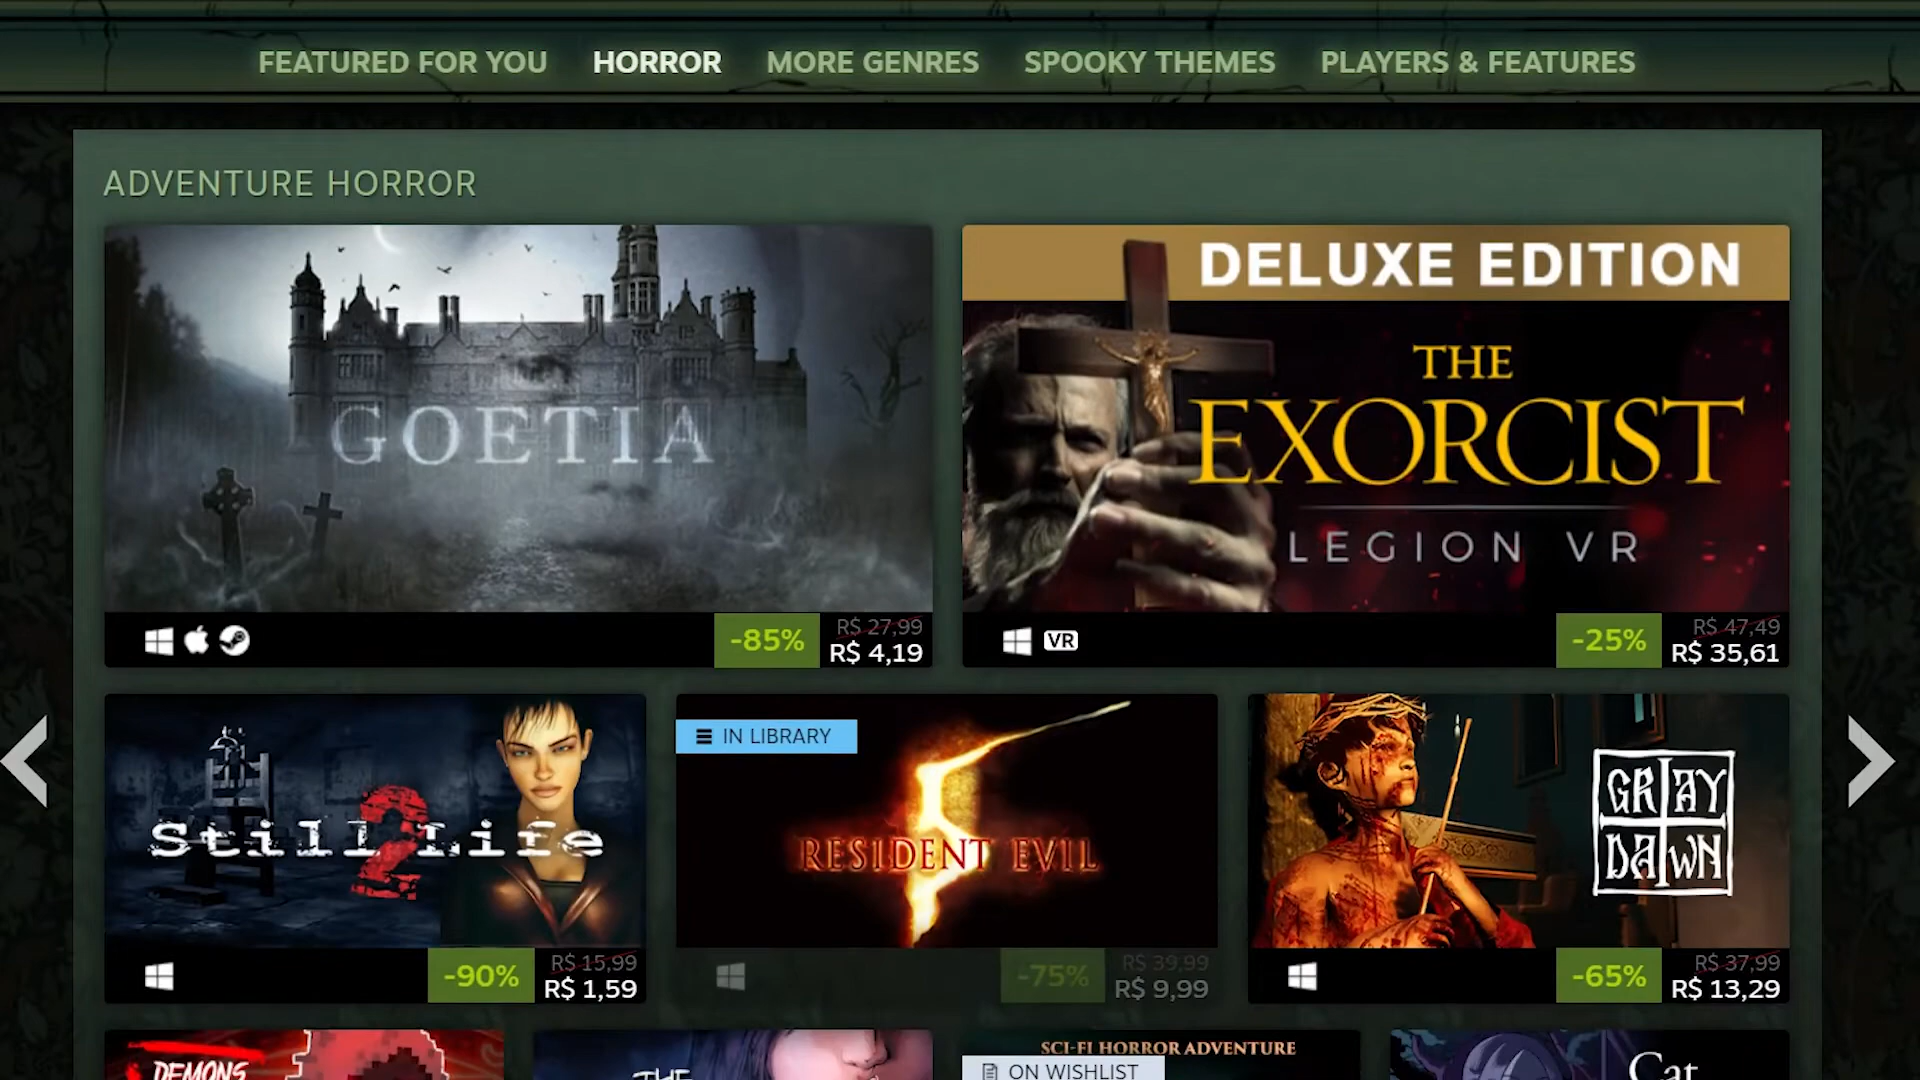 FEATURED FOR YOU HORROR MORE GENRES SPOOKY THEMES PLAYERS & FEATURES
ADVENTURE HORROR
GOETIA
-85%
R$ 27,99
R$ 4,19
DELUXE EDITION
THE
EXORCIST
LEGION VR
VR
-25%
R$ 47,49
R$ 35,61
Still Life
2
-90%
R$ 15,99
R$ 1,59
IN LIBRARY
5
RESIDENT EVIL
-75%
R$ 39,99
R$ 9,99
GRAY
DAWN
-65%
R$ 37,99
R$ 13,29
DEMONS
THE
SCI-FI HORROR ADVENTURE
ON WISHLIST
Cat